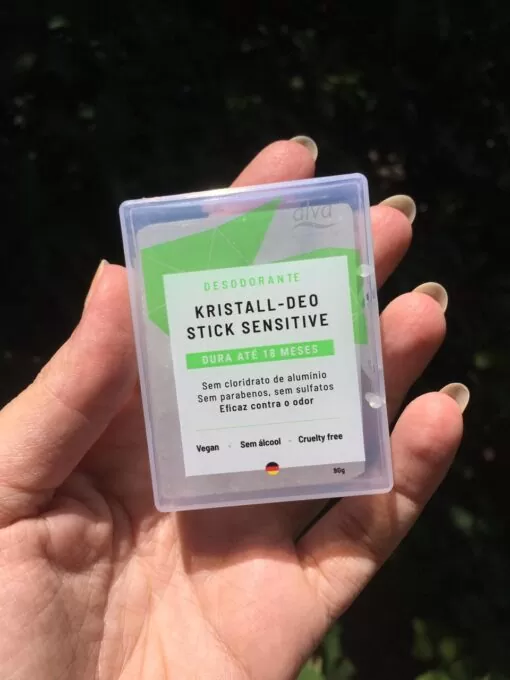 alva
DESODORANTE
KRISTALL-DEO
STICK SENSITIVE
DURA ATÉ 18 MESES
Sem cloridrato de alumínio
Sem parabenos, sem sulfatos
Eficaz contra o odor
Vegan - Sem álcool - Cruelty free
90g